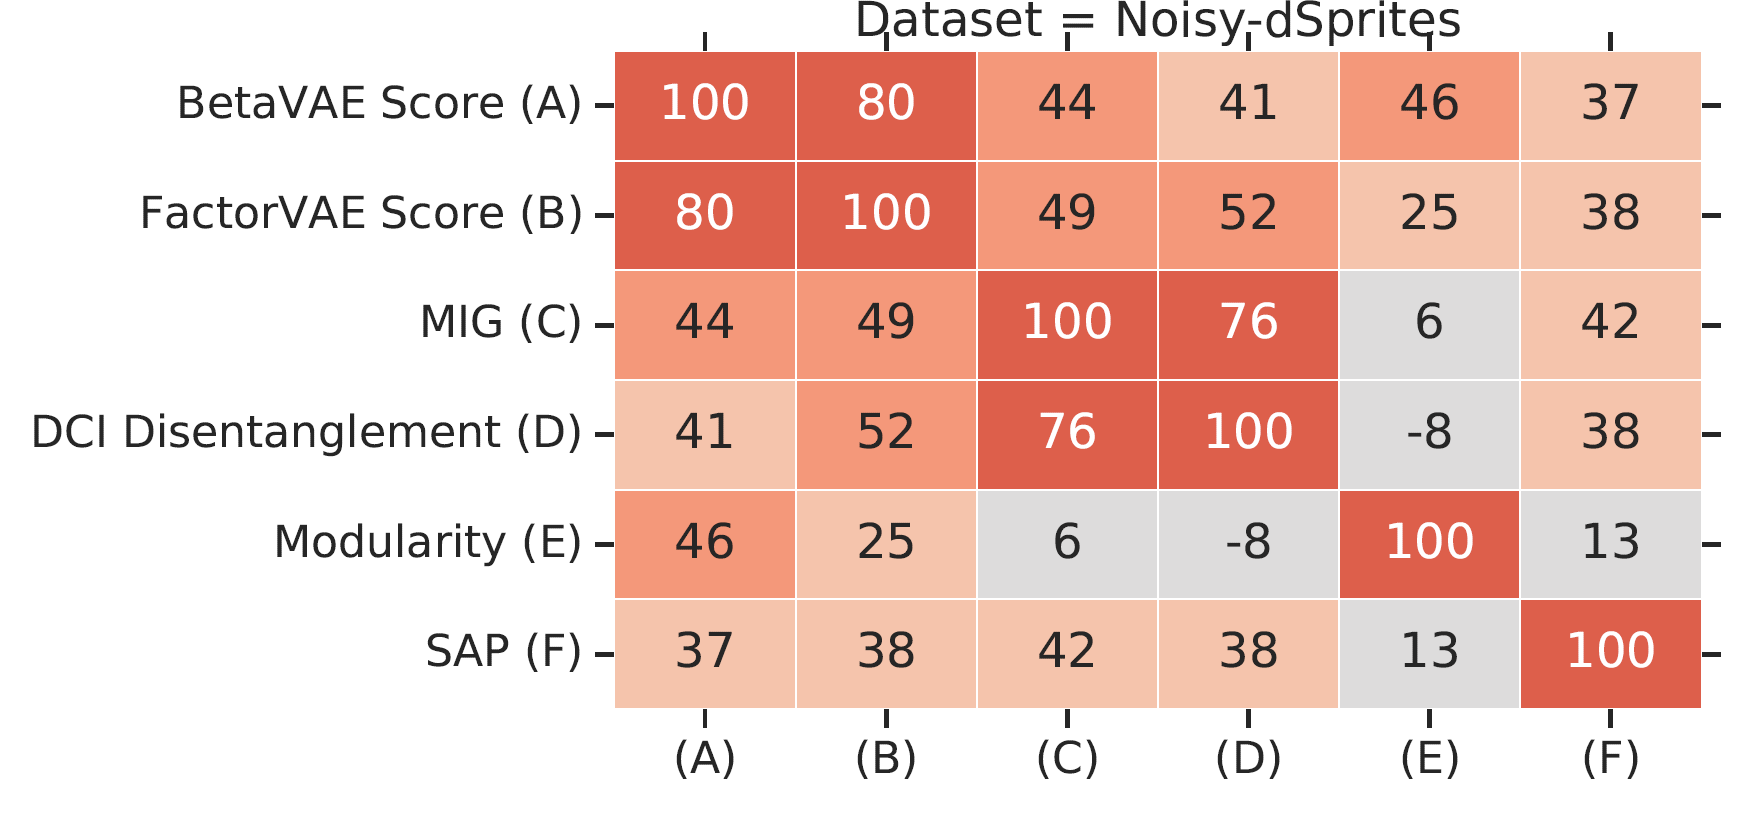 Dataset = Noisy-dSprites
BetaVAE Score (A) 100 80 44 41 46 37
FactorVAE Score (B) 80 100 49 52 25 38
MIG (C) 44 49 100 76 6 42
DCI Disentanglement (D) 41 52 76 100 -8 38
Modularity (E) 46 25 6 -8 100 13
SAP (F) 37 38 42 38 13 100
(A) (B) (C) (D) (E) (F)